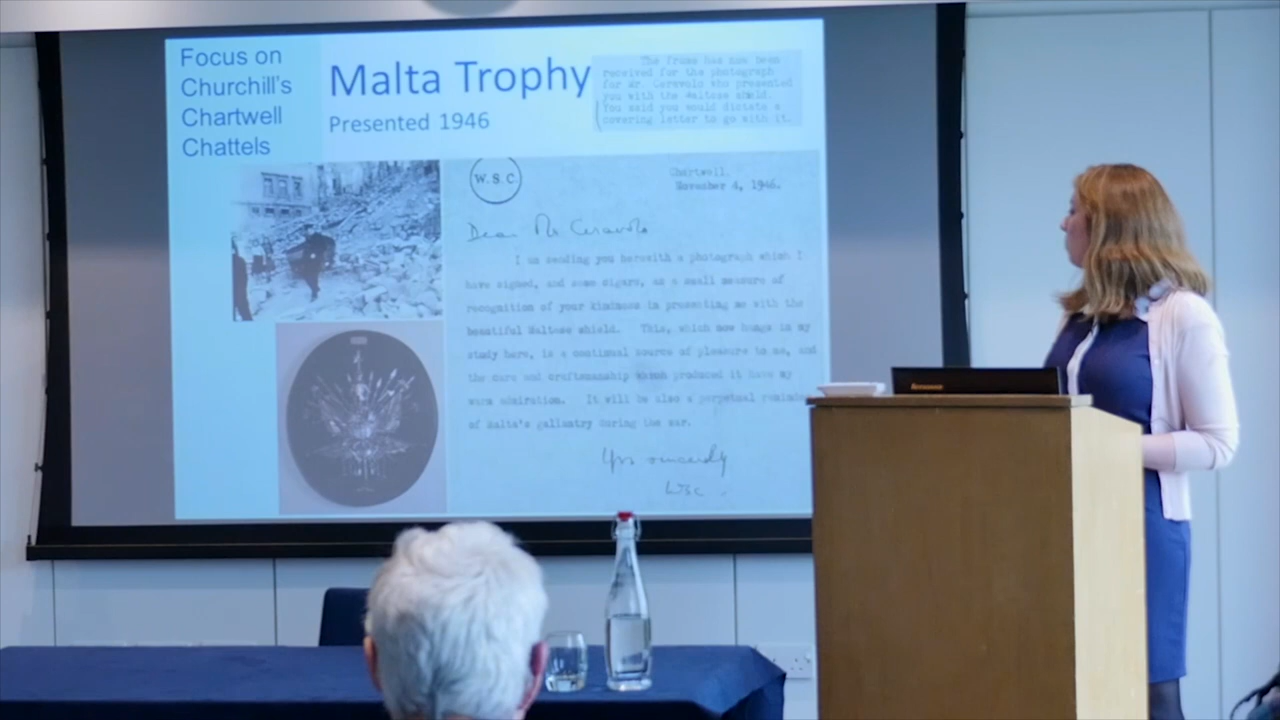 Focus on
Churchill's
Chartwell
Chattels
Malta Trophy
Presented 1946
The frame has now been
received for the photograph
for Mr. Ceravolo who presented
you with the Maltese shield.
You said you would dictate a
covering letter to go with it.
W.S.C.
Chartwell.
November 4, 1946.
Dear Mr. Ceravolo
I am sending you herewith a photograph which I
have signed, and some cigars, as a small measure of
recognition of your kindness in presenting me with the
beautiful Maltese shield. This, which now hangs in my
study here, is a continual source of pleasure to me, and
the care and craftsmanship which produced it have my
warm admiration. It will be also a perpetual reminder
of Malta's gallantry during the war.
Yrs sincerely
WSC.
lenovo